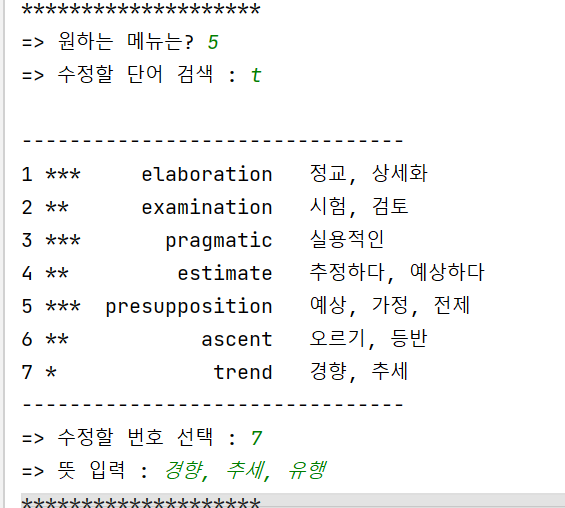 ********************
=> 원하는 메뉴는? 5
=> 수정할 단어 검색 : t
--------------------------------
1 ***     elaboration   정교, 상세화
2 **      examination   시험, 검토
3 ***       pragmatic   실용적인
4 **         estimate   추정하다, 예상하다
5 ***  presupposition   예상, 가정, 전제
6 **           ascent   오르기, 등반
7 *             trend   경향, 추세
--------------------------------
=> 수정할 번호 선택 : 7
=> 뜻 입력 : 경향, 추세, 유행
********************